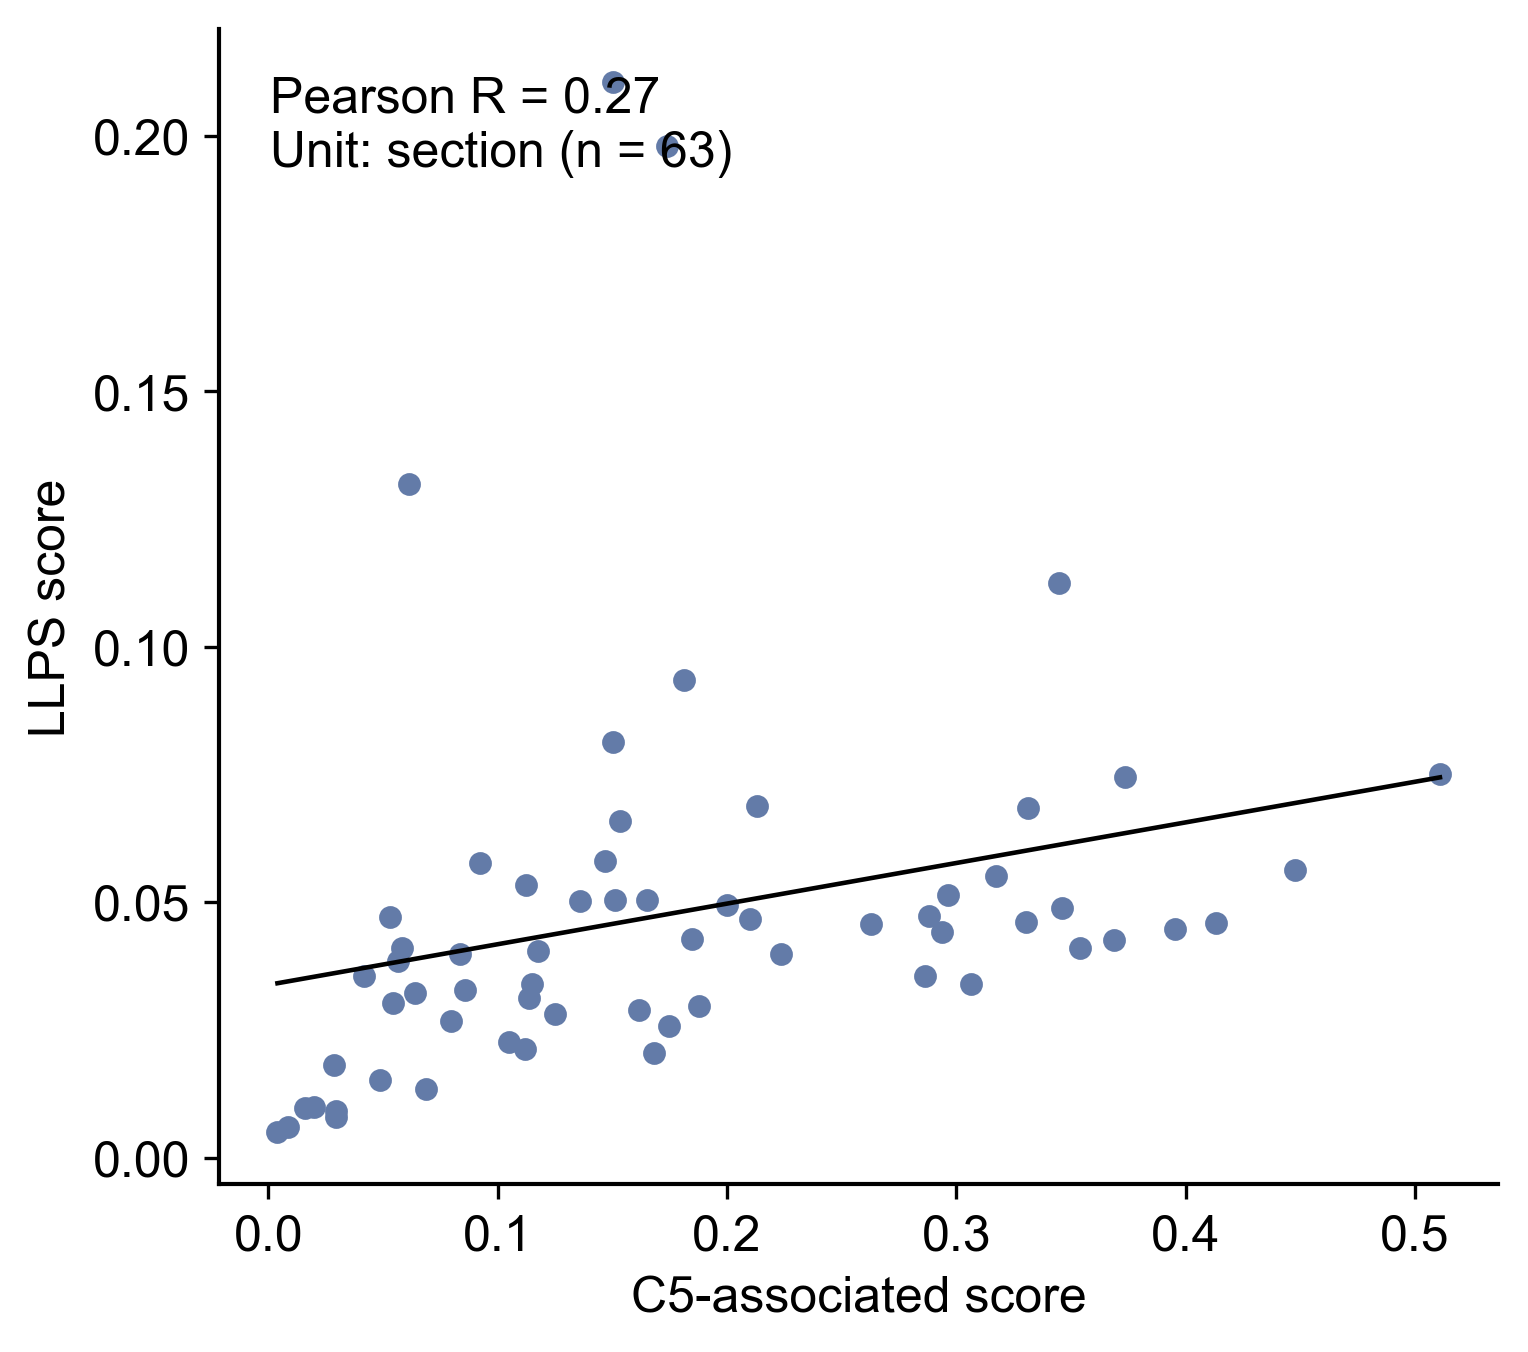 Pearson R = 0.27
Unit: section (n = 63)
0.20
0.15
0.10
0.05
0.00
LLPS score
0.0
0.1
0.2
0.3
0.4
0.5
C5-associated score